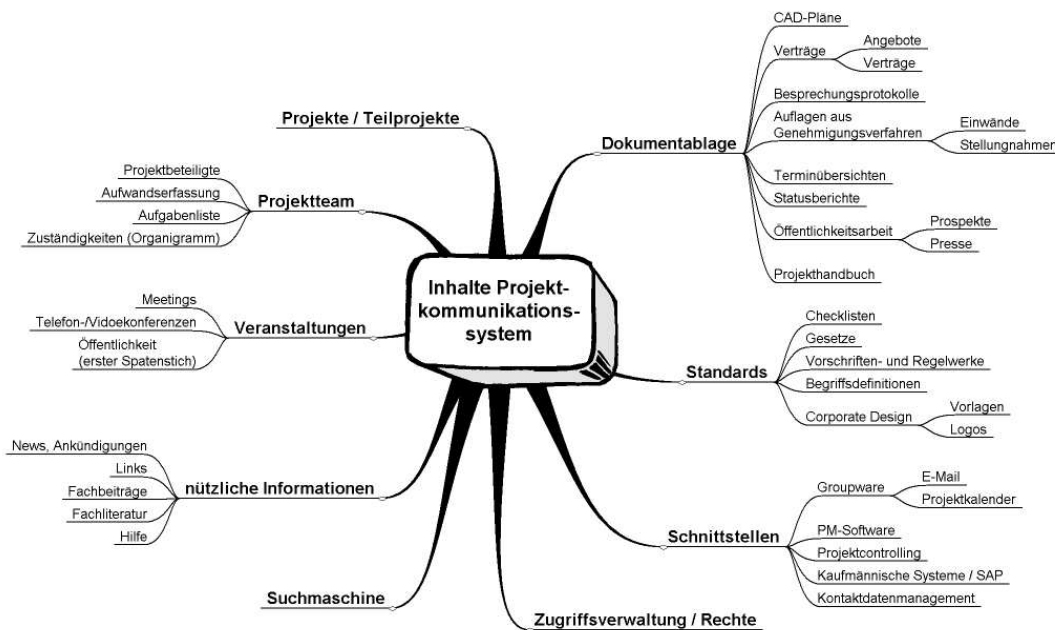 Inhalte Projekt-
kommunikations-
system
Projekte / Teilprojekte
Projektteam
Projektbeteiligte
Aufwandserfassung
Aufgabenliste
Zuständigkeiten (Organigramm)
Veranstaltungen
Meetings
Telefon-/Vidoekonferenzen
Öffentlichkeit
(erster Spatenstich)
nützliche Informationen
News, Ankündigungen
Links
Fachbeiträge
Fachliteratur
Hilfe
Suchmaschine
Dokumentablage
CAD-Pläne
Verträge
Angebote
Verträge
Besprechungsprotokolle
Auflagen aus
Genehmigungsverfahren
Einwände
Stellungnahmen
Terminübersichten
Statusberichte
Öffentlichkeitsarbeit
Prospekte
Presse
Projekthandbuch
Standards
Checklisten
Gesetze
Vorschriften- und Regelwerke
Begriffsdefinitionen
Corporate Design
Vorlagen
Logos
Schnittstellen
Groupware
E-Mail
Projektkalender
PM-Software
Projektcontrolling
Kaufmännische Systeme / SAP
Kontaktdatenmanagement
Zugriffsverwaltung / Rechte